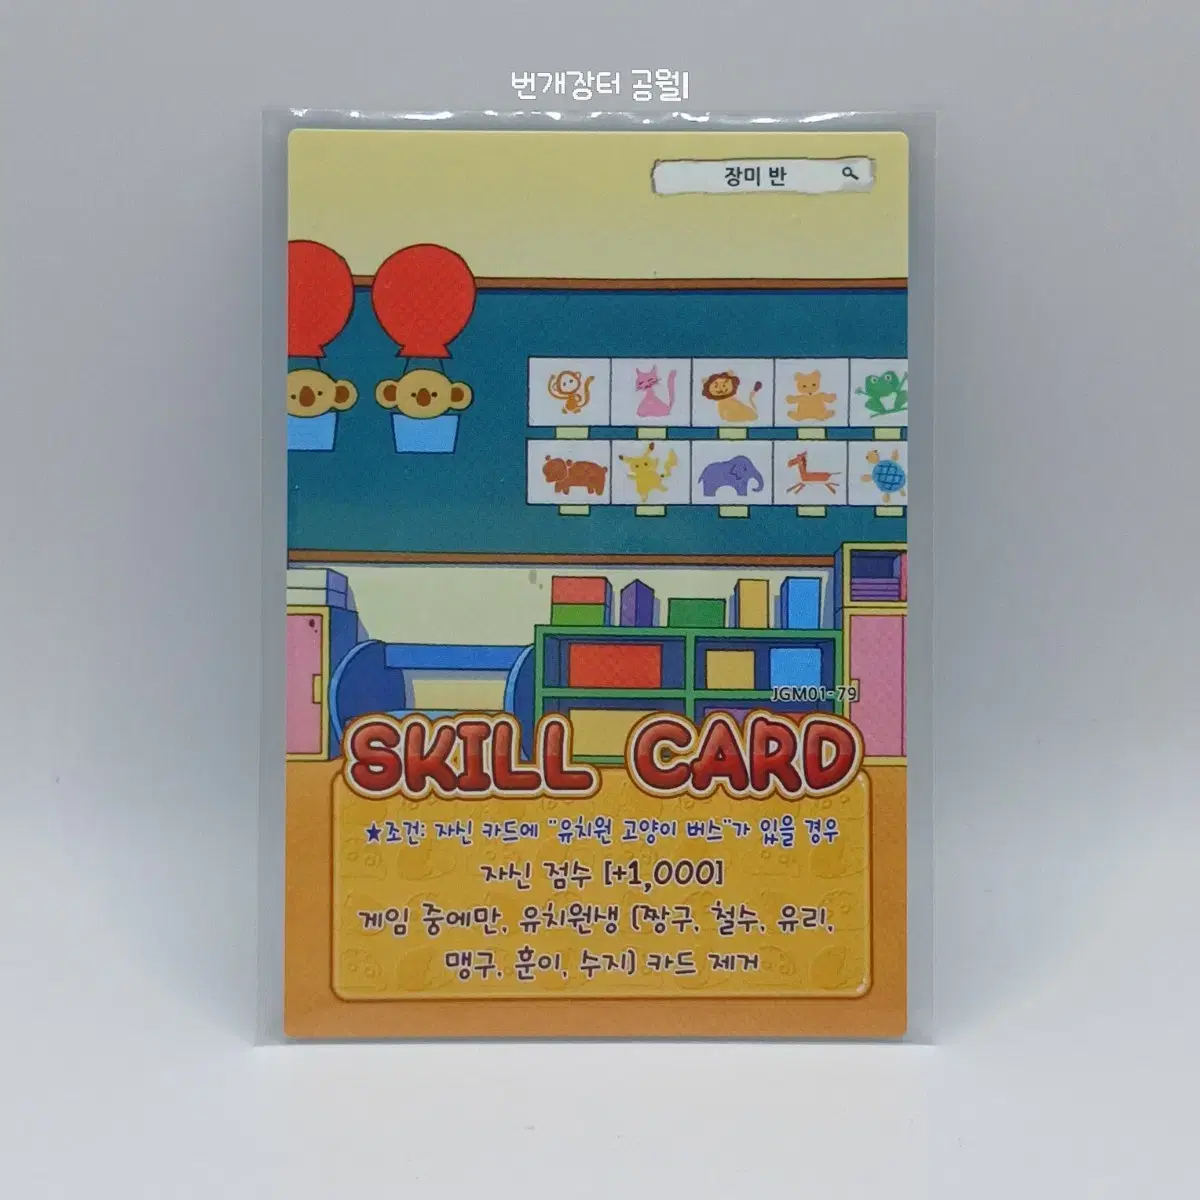 번개장터 공월l
장미 반
JGM01-79
SKILL CARD
★조건: 자신 카드에 "유치원 고양이 버스"가 있을 경우
자신 점수 [+1,000]
게임 중에만, 유치원생 [짱구, 철수, 유리,
맹구, 훈이, 수지] 카드 제거